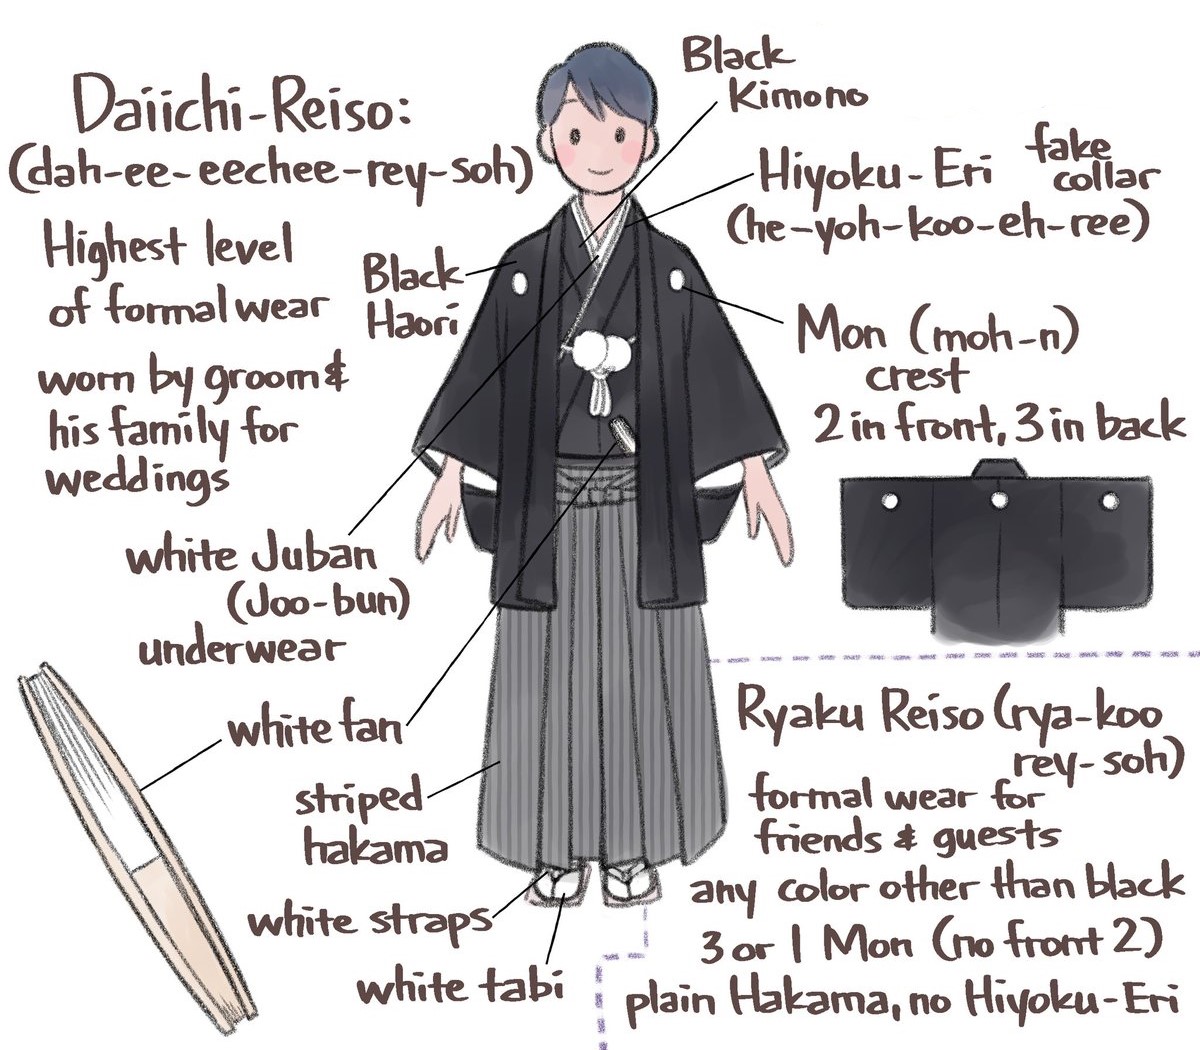 Daiichi-Reiso:
(dah-ee-eechee-rey-soh)
Highest level
of formal wear
worn by groom &
his family for
weddings
Black
Kimono
Hiyoku-Eri fake
collar
(he-yoh-koo-eh-ree)
Black
Haori
Mon (moh-n)
crest
2 in front, 3 in back
white Juban
(Joo-bun)
underwear
white fan
striped
hakama
white straps
white tabi
Ryaku Reiso (rya-koo
rey-soh)
formal wear for
friends & guests
any color other than black
3 or 1 Mon (no front 2)
plain Hakama, no Hiyoku-Eri